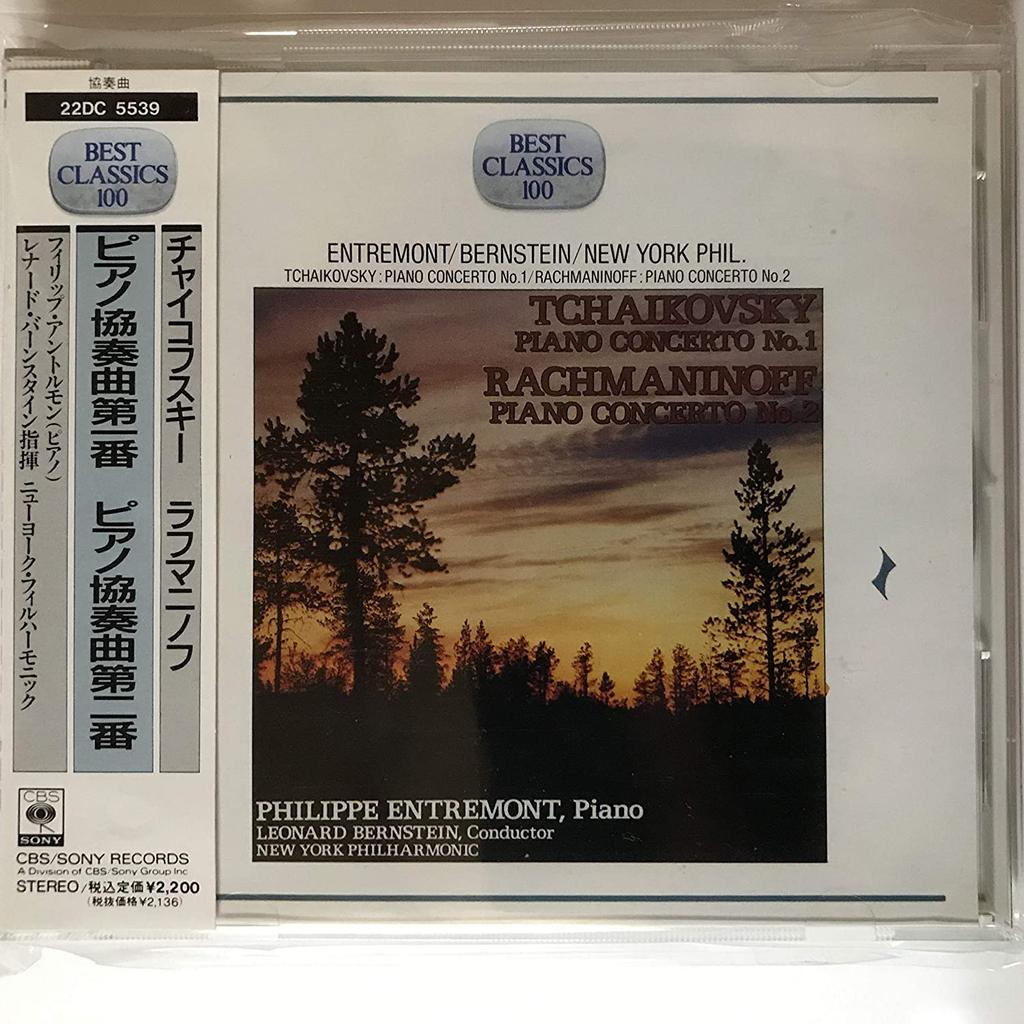 協奏曲
22DC 5539
BEST
CLASSICS
100
チャイコフスキー ラフマニノフ
ピアノ協奏曲第一番 ピアノ協奏曲第二番
フィリップ・アントルモン(ピアノ)
レナード・バーンスタイン指揮 ニューヨーク・フィルハーモニック
CBS
SONY
CBS/SONY RECORDS
A Division of CBS/Sony Group Inc
STEREO/税込定価¥2,200
(税抜価格¥2,136)
BEST
CLASSICS
100
ENTREMONT/BERNSTEIN/NEW YORK PHIL.
TCHAIKOVSKY:PIANO CONCERTO No.1/RACHMANINOFF:PIANO CONCERTO No.2
TCHAIKOVSKY
PIANO CONCERTO No.1
RACHMANINOFF
PIANO CONCERTO No.2
PHILIPPE ENTREMONT, Piano
LEONARD BERNSTEIN, Conductor
NEW YORK PHILHARMONIC